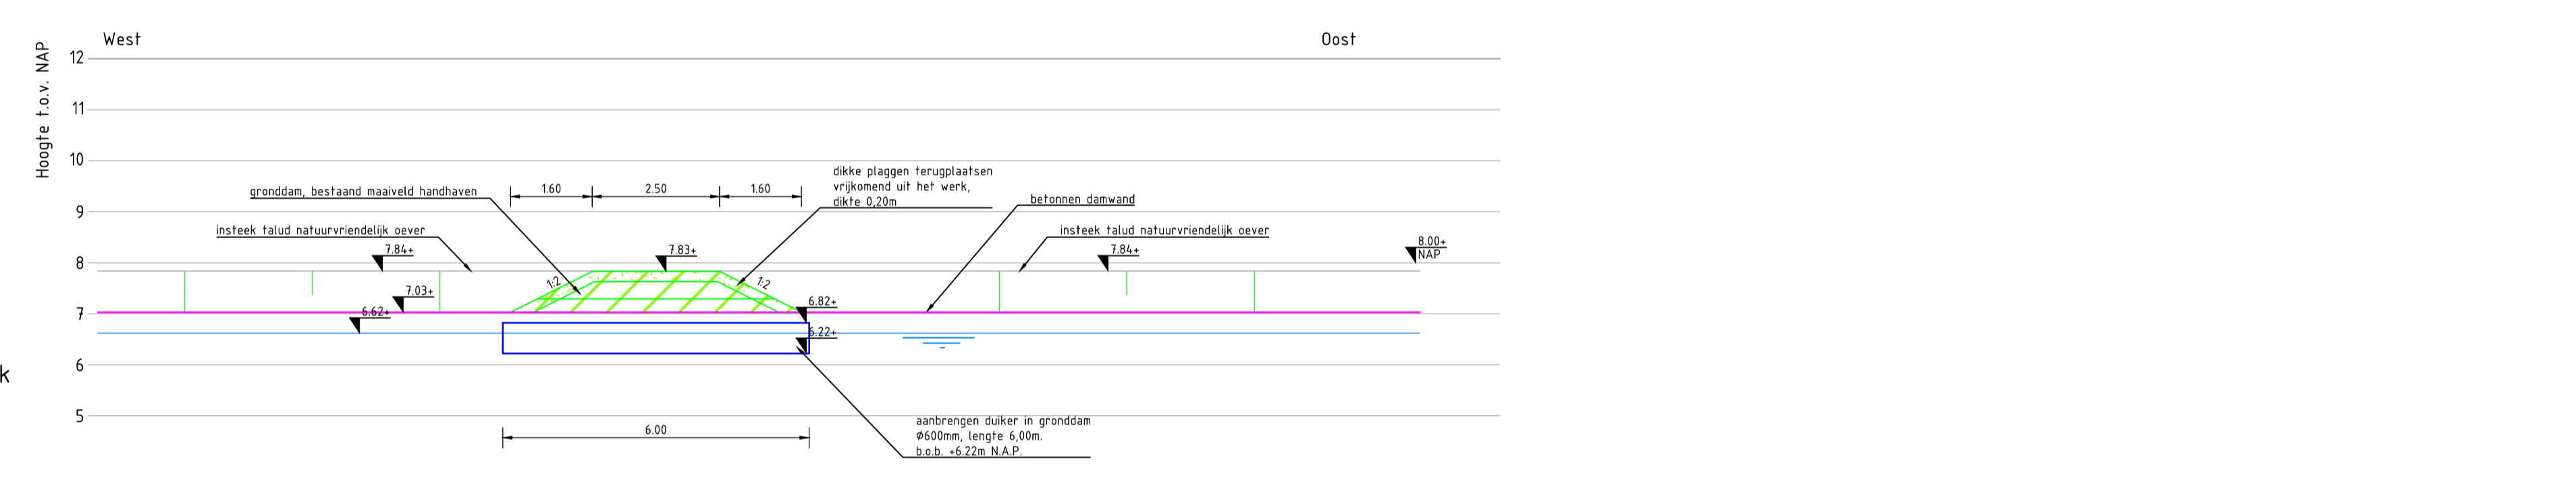 West
Oost
Hoogte t.o.v. NAP
12
11
10
9
8
7
6
5
k
gronddam, bestaand maaiveld handhaven
1.60
2.50
1.60
dikke plaggen terugplaatsen
vrijkomend uit het werk,
dikte 0,20m
betonnen damwand
insteek talud natuurvriendelijk oever
insteek talud natuurvriendelijk oever
7.84+
7.83+
7.84+
8.00+
NAP
1:2
1:2
7.03+
6.62+
6.82+
6.22+
6.00
aanbrengen duiker in gronddam
Ø600mm, lengte 6,00m.
b.o.b. +6.22m N.A.P.